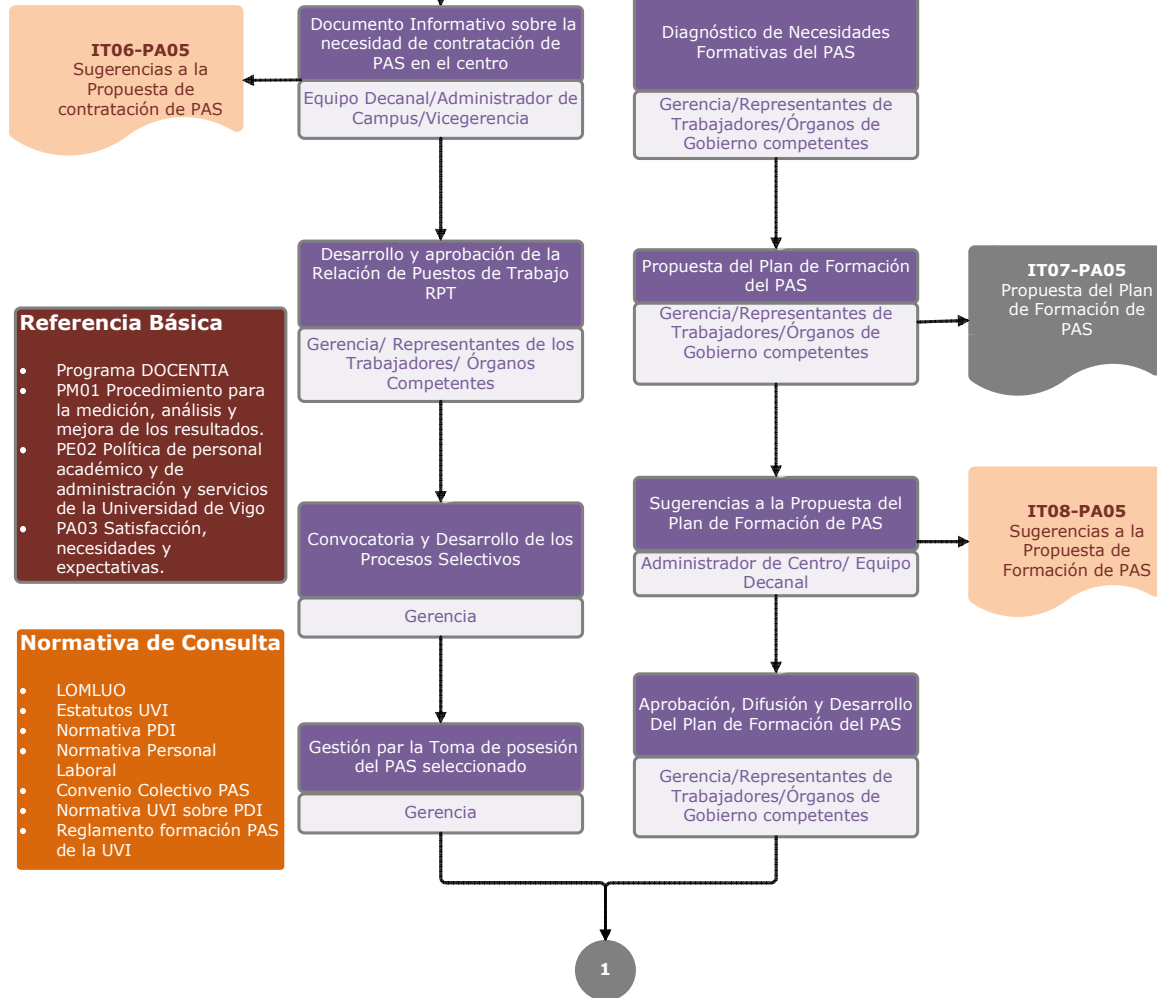 IT06-PA05
Sugerencias a la
Propuesta de
contratación de PAS
Documento Informativo sobre la
necesidad de contratación de
PAS en el centro
Equipo Decanal/Administrador de
Campus/Vicegerencia
Diagnóstico de Necesidades
Formativas del PAS
Gerencia/Representantes de
Trabajadores/Órganos de
Gobierno competentes
Desarrollo y aprobación de la
Relación de Puestos de Trabajo
RPT
Gerencia/ Representantes de los
Trabajadores/ Órganos
Competentes
Propuesta del Plan de Formación
del PAS
Gerencia/Representantes de
Trabajadores/Órganos de
Gobierno competentes
IT07-PA05
Propuesta del Plan
de Formación de
PAS
Referencia Básica
• Programa DOCENTIA
• PM01 Procedimiento para
la medición, análisis y
mejora de los resultados.
• PE02 Política de personal
académico y de
administración y servicios
de la Universidad de Vigo
• PA03 Satisfacción,
necesidades y
expectativas.
Convocatoria y Desarrollo de los
Procesos Selectivos
Gerencia
Sugerencias a la Propuesta del
Plan de Formación de PAS
Administrador de Centro/ Equipo
Decanal
IT08-PA05
Sugerencias a la
Propuesta de
Formación de PAS
Normativa de Consulta
• LOMLUO
• Estatutos UVI
• Normativa PDI
• Normativa Personal
Laboral
• Convenio Colectivo PAS
• Normativa UVI sobre PDI
• Reglamento formación PAS
de la UVI
Gestión par la Toma de posesión
del PAS seleccionado
Gerencia
Aprobación, Difusión y Desarrollo
Del Plan de Formación del PAS
Gerencia/Representantes de
Trabajadores/Órganos de
Gobierno competentes
1